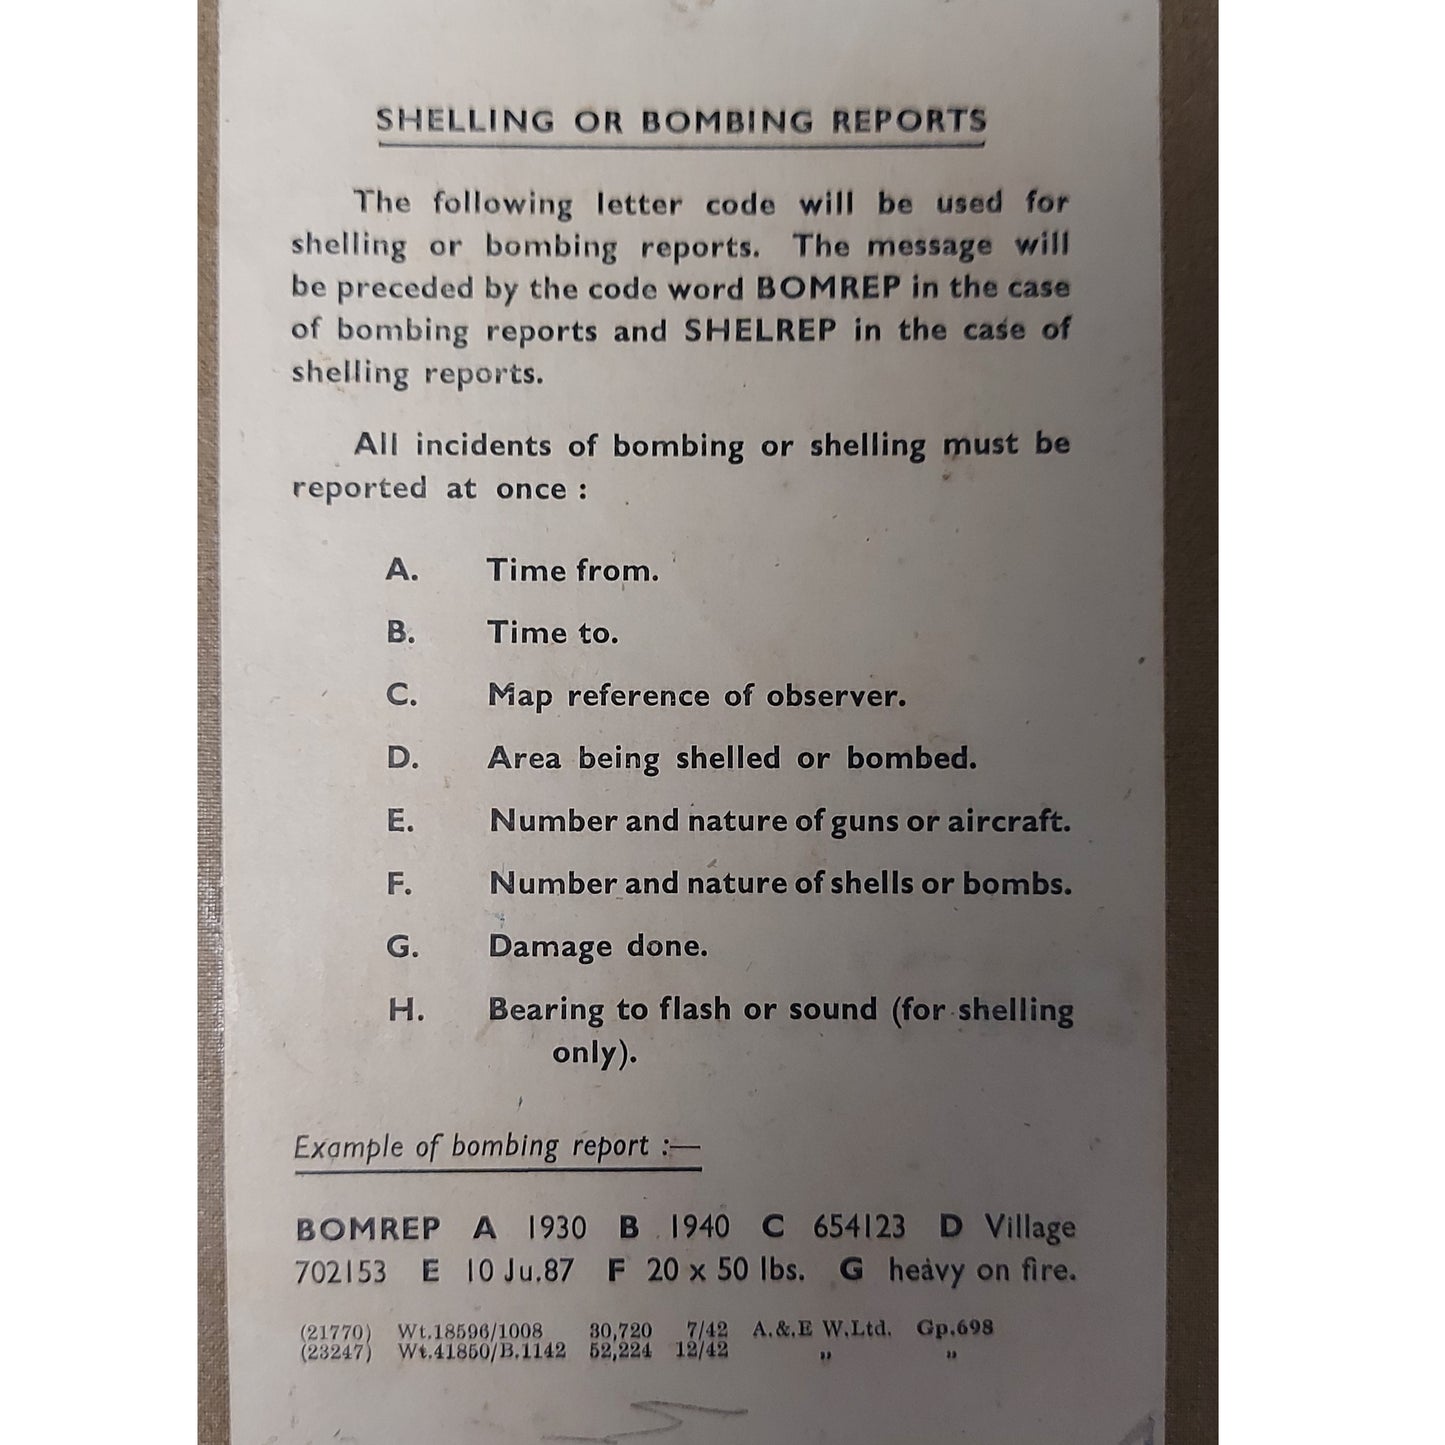 SHELLING OR BOMBING REPORTS
The following letter code will be used for
shelling or bombing reports. The message will
be preceded by the code word BOMREP in the case
of bombing reports and SHELREP in the case of
shelling reports.
All incidents of bombing or shelling must be
reported at once :
A. Time from.
B. Time to.
C. Map reference of observer.
D. Area being shelled or bombed.
E. Number and nature of guns or aircraft.
F. Number and nature of shells or bombs.
G. Damage done.
H. Bearing to flash or sound (for shelling
only).
Example of bombing report :—
BOMREP A 1930 B 1940 C 654123 D Village
702153 E 10 Ju.87 F 20 x 50 lbs. G heavy on fire.
(21770) Wt.18596/1008 30,720 7/42 A.&.E W.Ltd. Gp.698
(23247) Wt.41850/B.1142 52,224 12/42 „ „